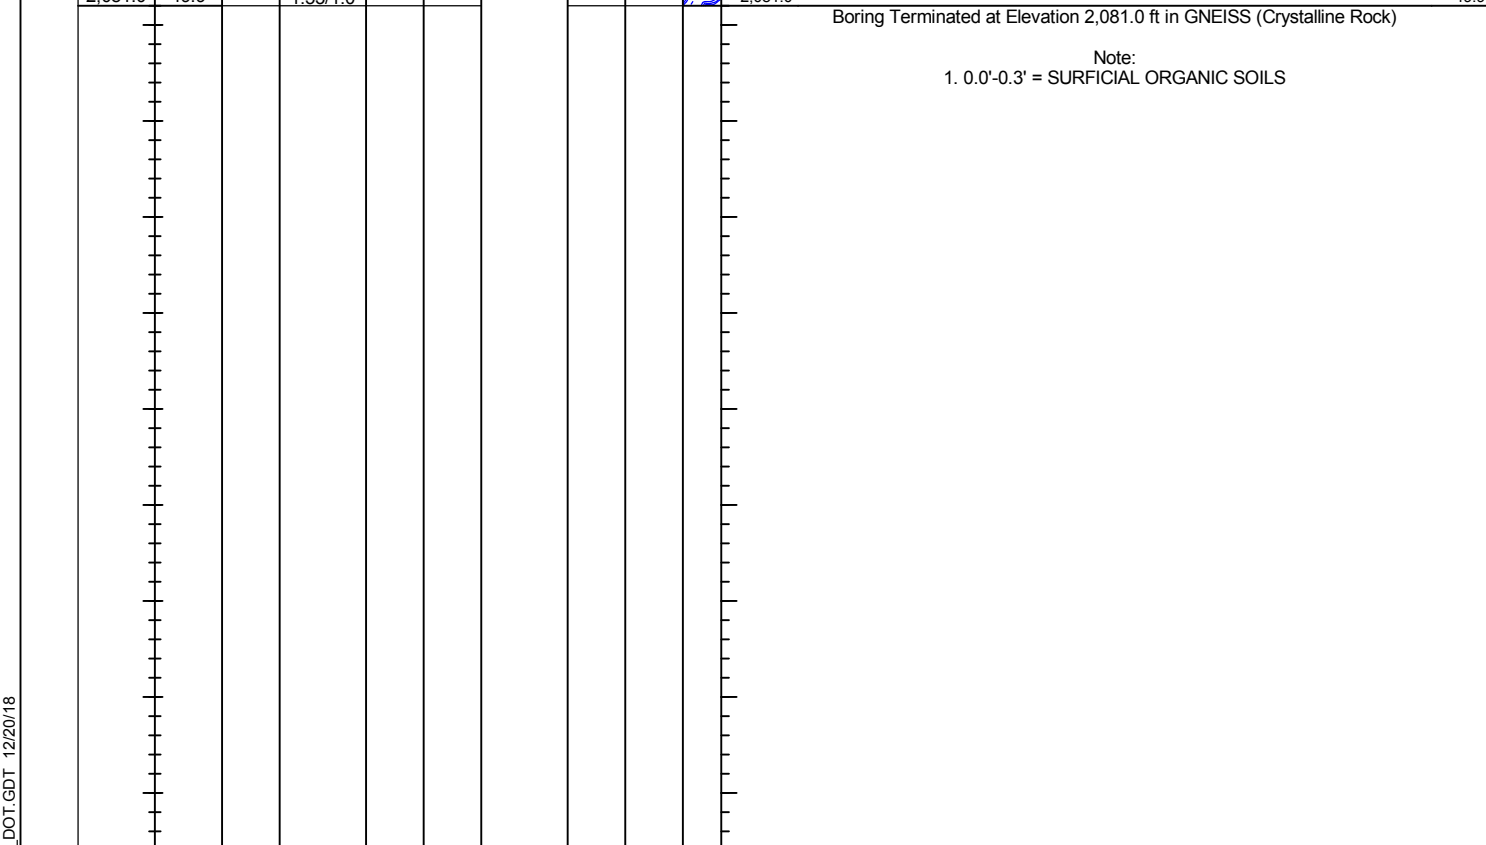 Boring Terminated at Elevation 2,081.0 ft in GNEISS (Crystalline Rock)
Note:
1. 0.0'-0.3' = SURFICIAL ORGANIC SOILS
_DOT.GDT 12/20/18